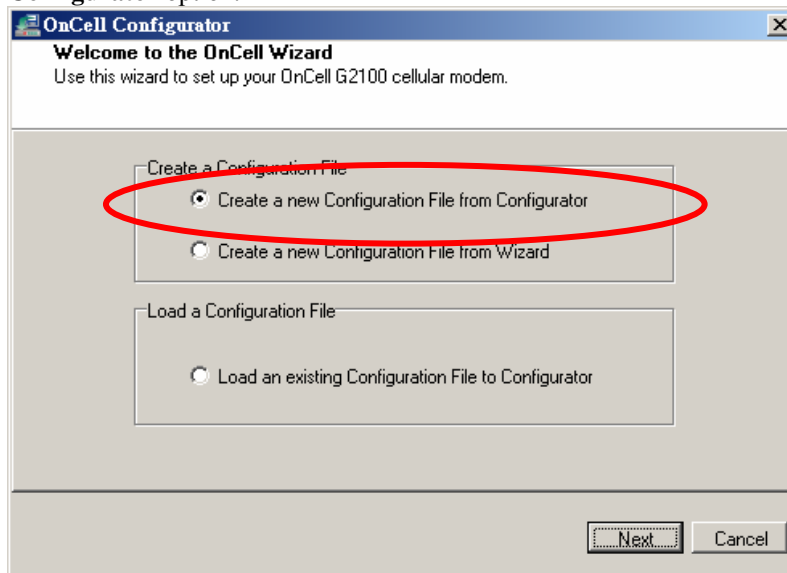 Configurator option.
OnCell Configurator
Welcome to the OnCell Wizard
Use this wizard to set up your OnCell G2100 cellular modem.
Create a Configuration File
Create a new Configuration File from Configurator
Create a new Configuration File from Wizard
Load a Configuration File
Load an existing Configuration File to Configurator
Next
Cancel